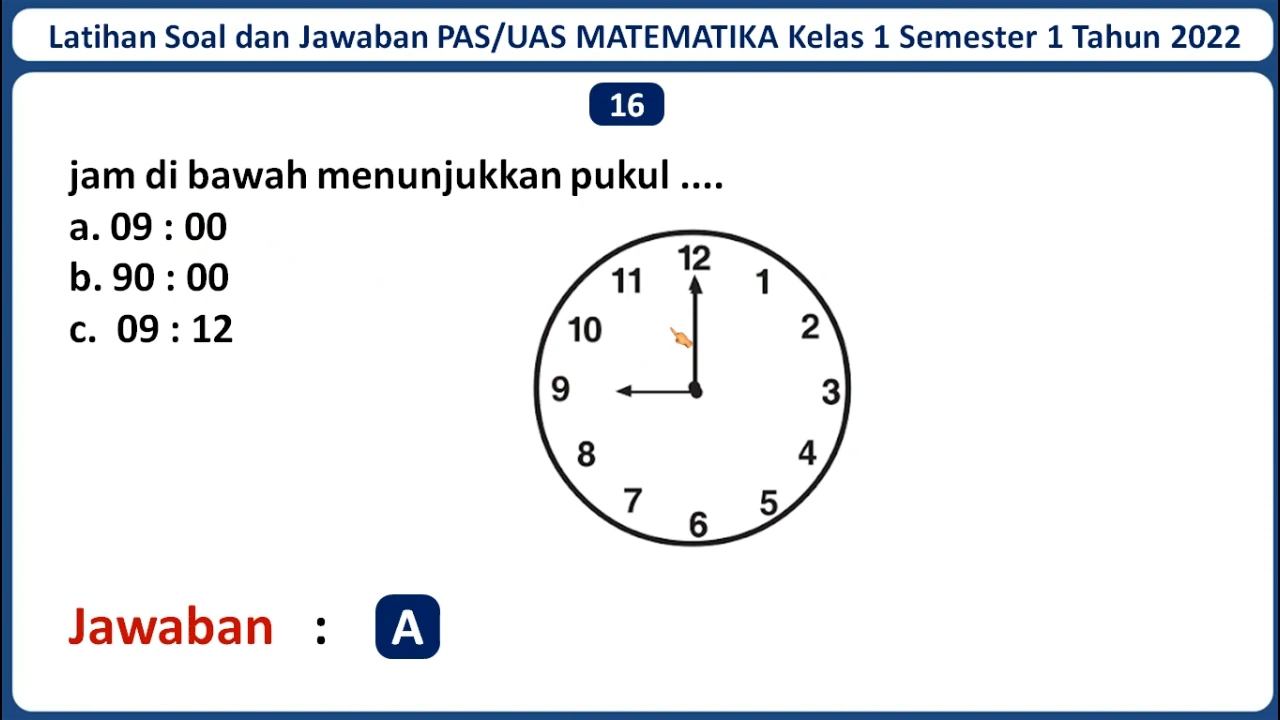 Latihan Soal dan Jawaban PAS/UAS MATEMATIKA Kelas 1 Semester 1 Tahun 2022
16
jam di bawah menunjukkan pukul ....
a. 09 : 00
b. 90 : 00
c. 09 : 12
12
11
1
10
2
9
3
8
4
7
5
6
Jawaban : A